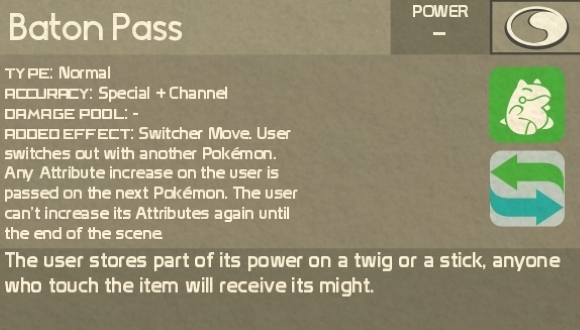 Baton Pass
POWER
–
TYPE: Normal
ACCURACY: Special + Channel
DAMAGE POOL: -
ADDED EFFECT: Switcher Move. User
switches out with another Pokémon.
Any Attribute increase on the user is
passed on the next Pokémon. The user
can't increase its Attributes again until
the end of the scene.
The user stores part of its power on a twig or a stick, anyone
who touch the item will receive its might.